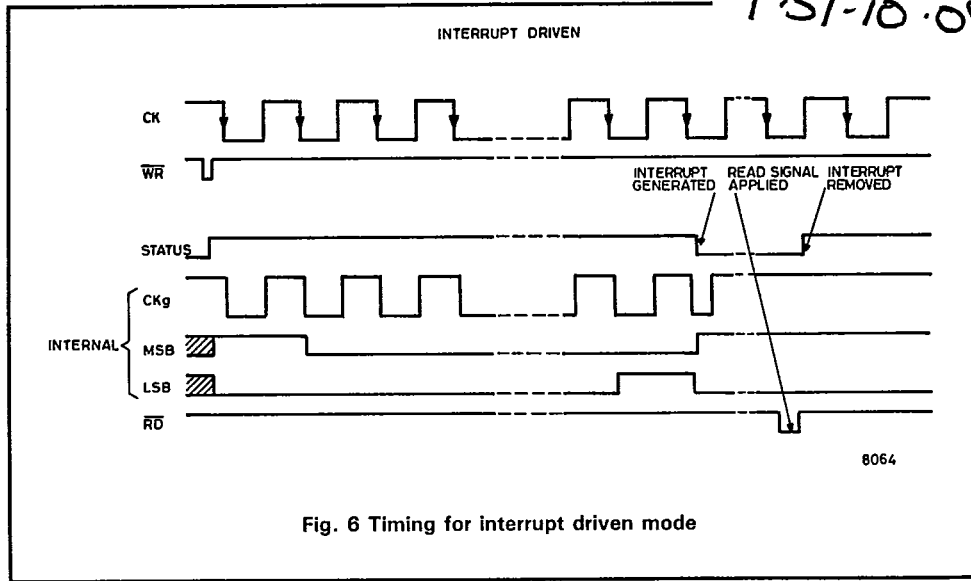 INTERRUPT DRIVEN
CK
WR
INTERRUPT GENERATED
READ SIGNAL APPLIED
INTERRUPT REMOVED
STATUS
CKg
INTERNAL
MSB
LSB
RD
8064
Fig. 6 Timing for interrupt driven mode